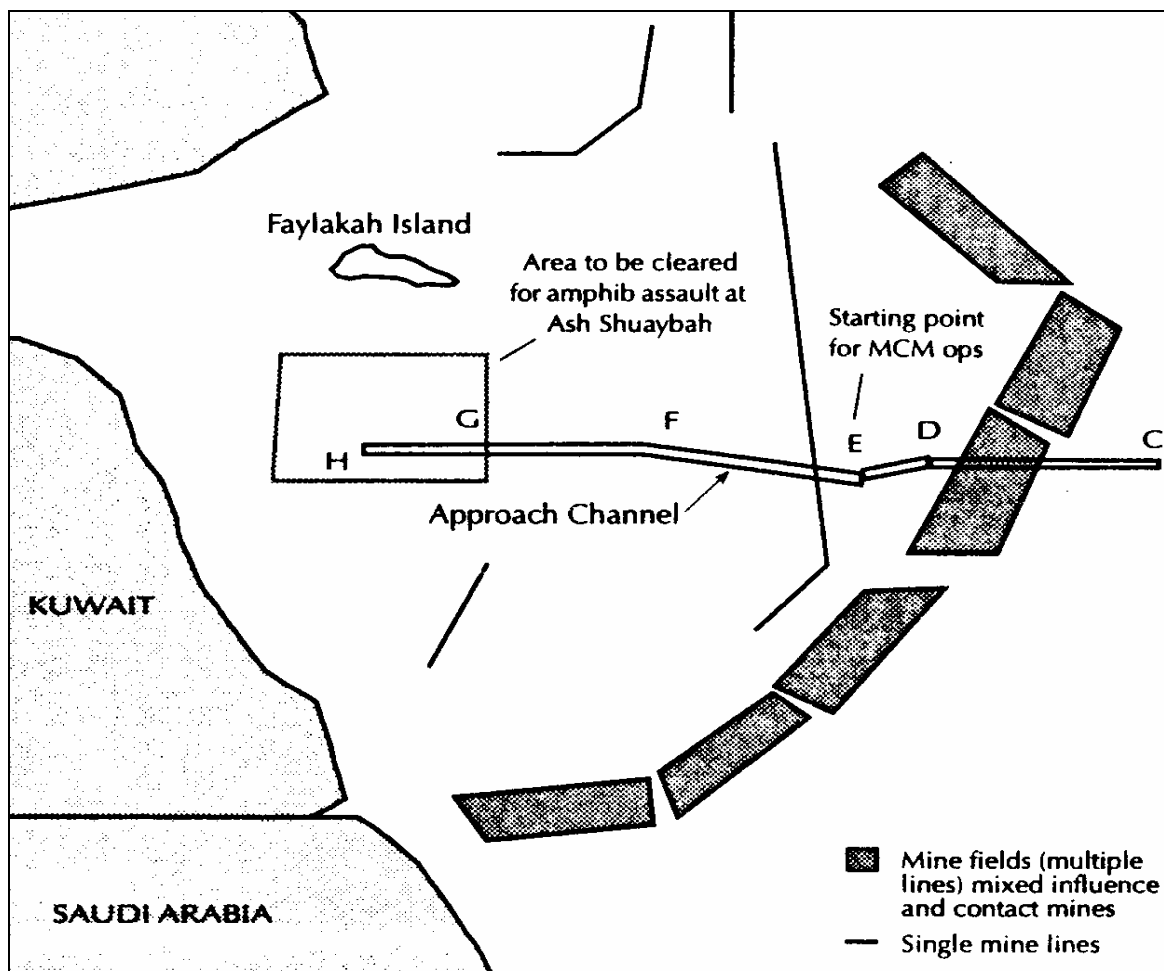 Faylakah Island
Area to be cleared
for amphib assault at
Ash Shuaybah
Starting point
for MCM ops
G
F
E
D
C
H
Approach Channel
KUWAIT
SAUDI ARABIA
Mine fields (multiple
lines) mixed influence
and contact mines
Single mine lines